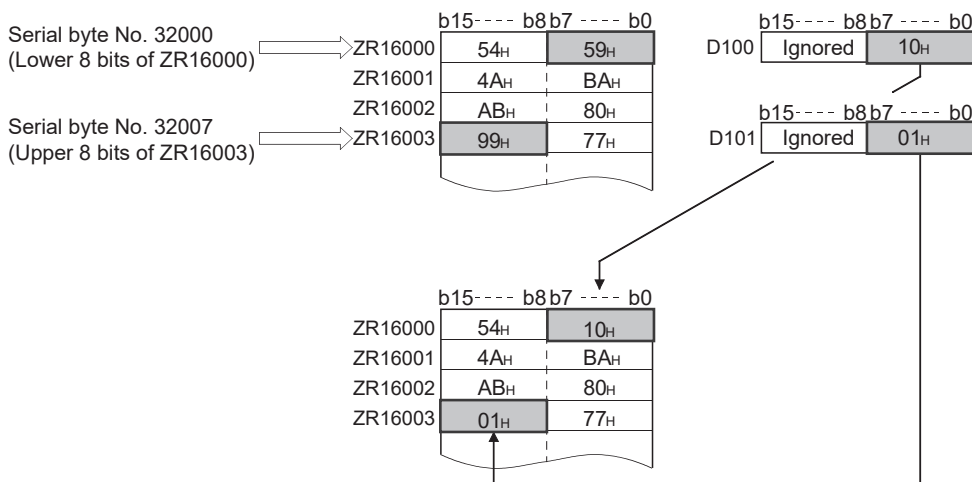 Serial byte No. 32000
(Lower 8 bits of ZR16000)
Serial byte No. 32007
(Upper 8 bits of ZR16003)
b15---- b8 b7 ---- b0
ZR16000 54H 59H
ZR16001 4AH BAH
ZR16002 ABH 80H
ZR16003 99H 77H
b15---- b8 b7 ---- b0
D100 Ignored 10H
b15---- b8 b7 ---- b0
D101 Ignored 01H
b15---- b8 b7 ---- b0
ZR16000 54H 10H
ZR16001 4AH BAH
ZR16002 ABH 80H
ZR16003 01H 77H